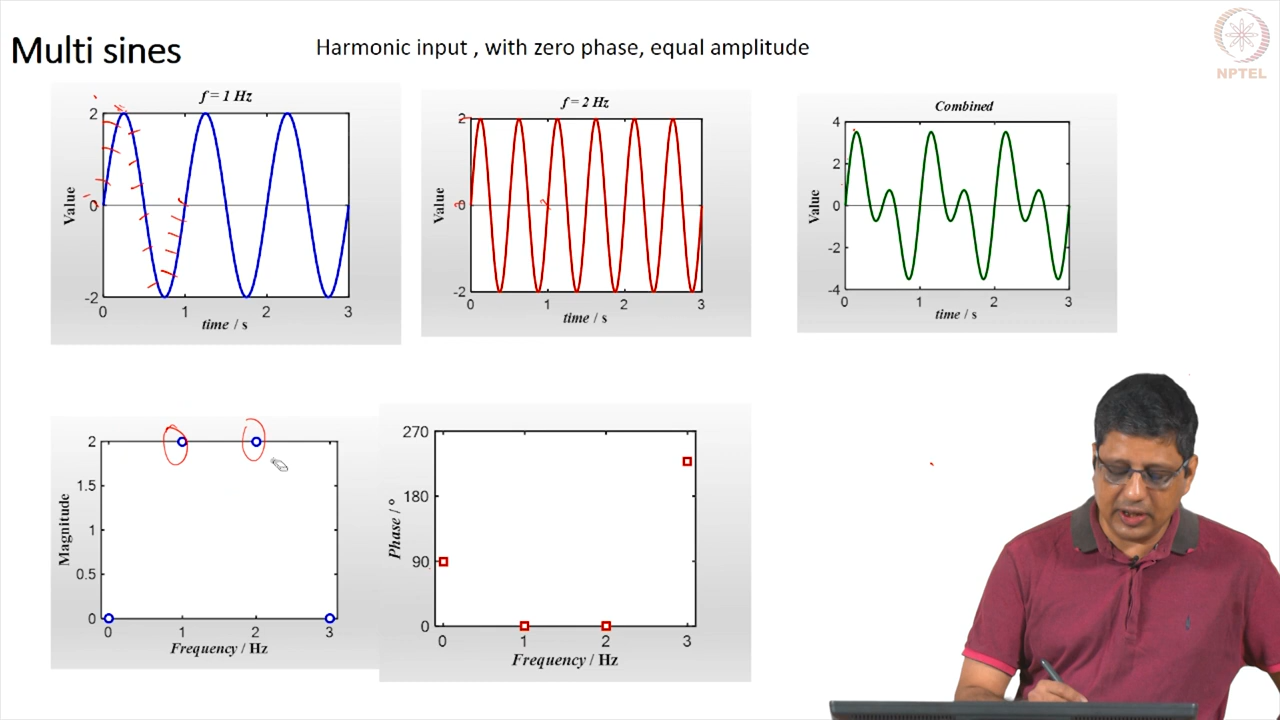 Multi sines
Harmonic input , with zero phase, equal amplitude
NPTEL
f = 1 Hz
2
0
-2
Value
0
1
2
3
time / s
f = 2 Hz
2
0
-2
Value
0
1
2
3
time / s
Combined
4
2
0
-2
-4
Value
0
1
2
3
time / s
2
1.5
1
0.5
0
Magnitude
0
1
2
3
Frequency / Hz
270
180
90
0
Phase / °
0
1
2
3
Frequency / Hz